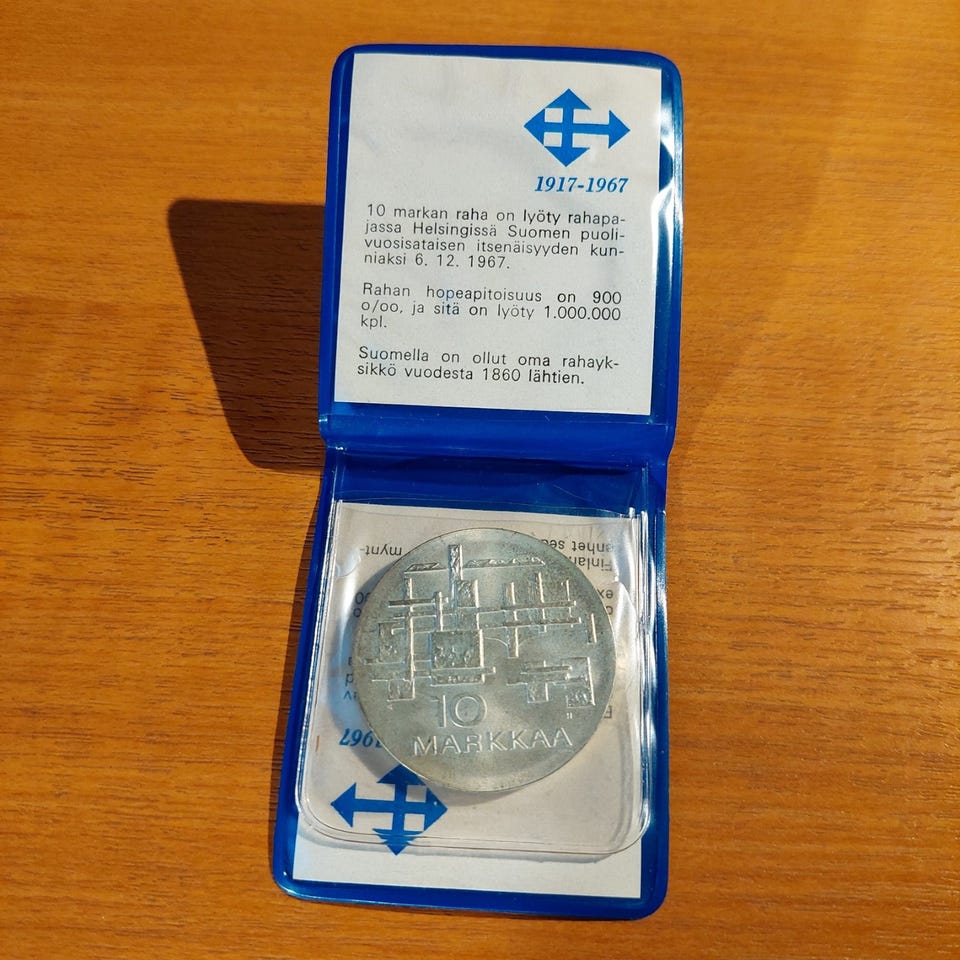 1917-1967
10 markan raha on lyöty rahapa-
jassa Helsingissä Suomen puoli-
vuosisataisen itsenäisyyden kun-
niaksi 6. 12. 1967.
Rahan hopeapitoisuus on 900
o/oo, ja sitä on lyöty 1.000.000
kpl.
Suomella on ollut oma rahayk-
sikkö vuodesta 1860 lähtien.
10
MARKKAA
1967
mynt-